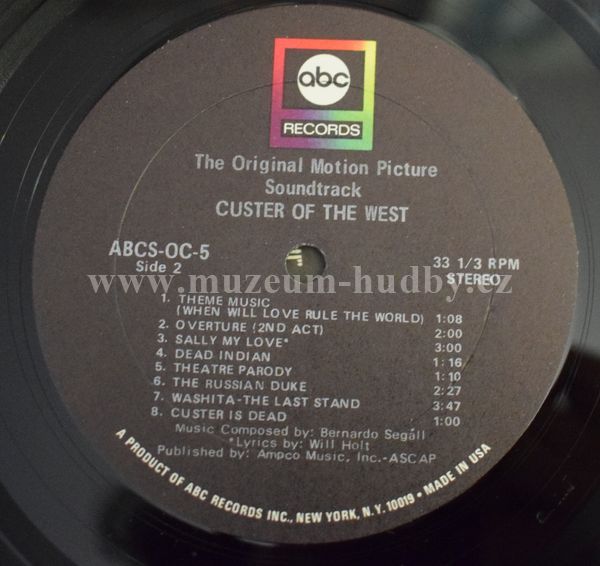 abc
RECORDS
The Original Motion Picture
Soundtrack
CUSTER OF THE WEST
ABCS-OC-5
Side 2
33 1/3 RPM
STEREO
www.muzeum-hudby.cz
1. THEME MUSIC
(WHEN WILL LOVE RULE THE WORLD) 1:08
2. OVERTURE (2ND ACT) 2:00
3. SALLY MY LOVE* 3:00
4. DEAD INDIAN 1:16
5. THEATRE PARODY 1:10
6. THE RUSSIAN DUKE 2:27
7. WASHITA-THE LAST STAND 3:47
8. CUSTER IS DEAD 1:00
Music Composed by: Bernardo Segáll
*Lyrics by: Will Holt
Published by: Ampco Music, Inc.-ASCAP
A PRODUCT OF ABC RECORDS INC., NEW YORK, N.Y. 10019 • MADE IN USA